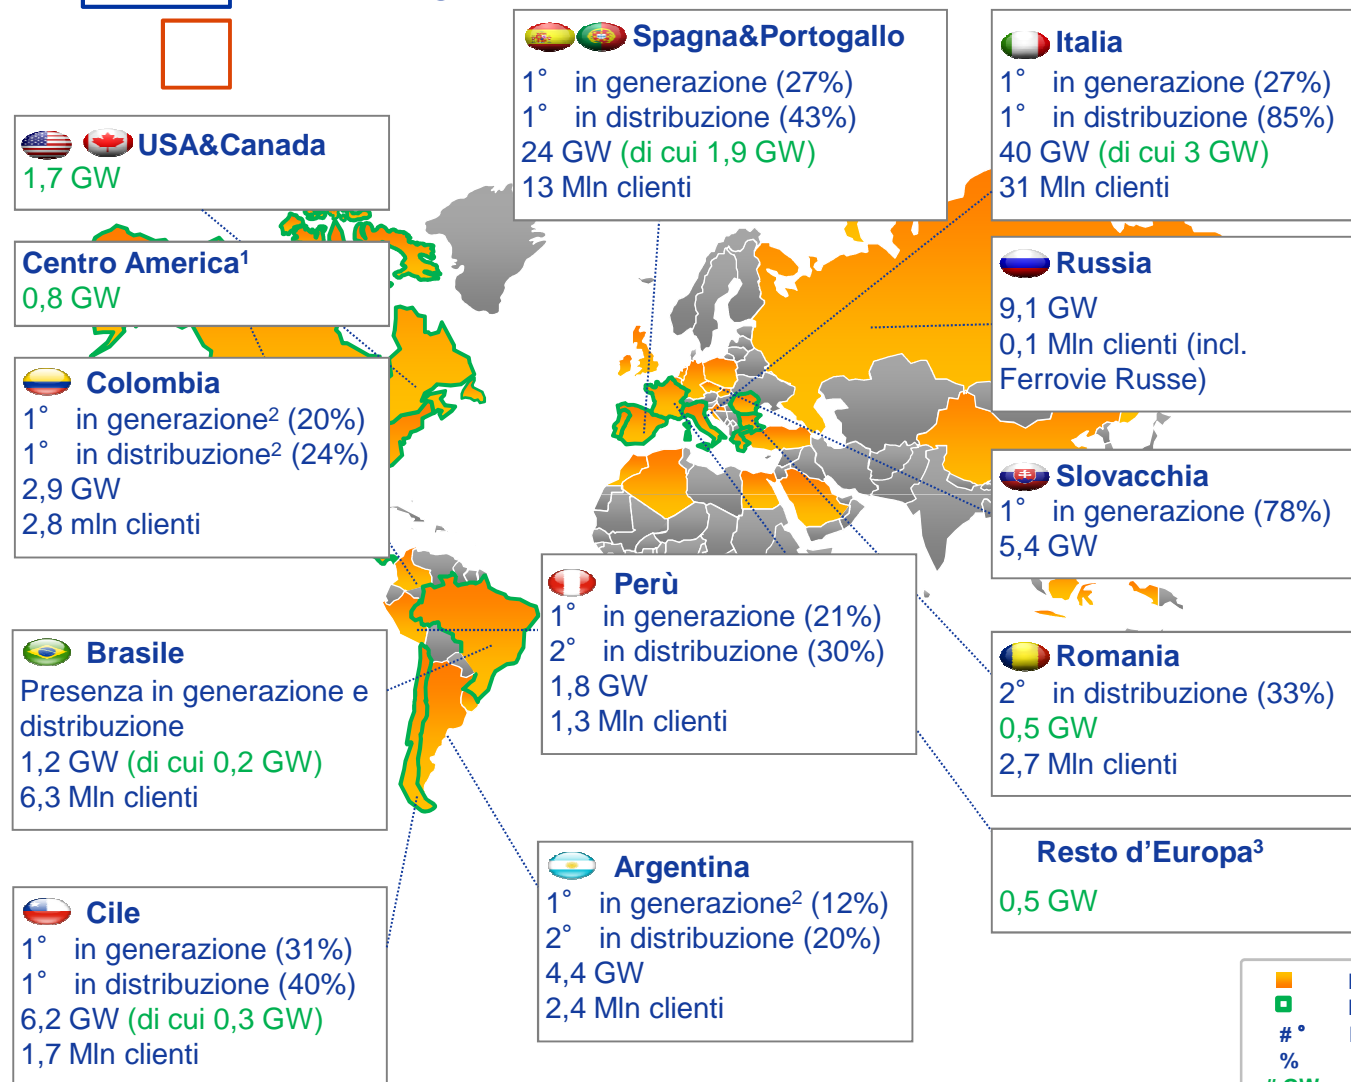 Spagna&Portogallo
1° in generazione (27%)
1° in distribuzione (43%)
24 GW (di cui 1,9 GW)
13 Mln clienti
Italia
1° in generazione (27%)
1° in distribuzione (85%)
40 GW (di cui 3 GW)
31 Mln clienti
USA&Canada
1,7 GW
Centro America¹
0,8 GW
Russia
9,1 GW
0,1 Mln clienti (incl.
Ferrovie Russe)
Colombia
1° in generazione² (20%)
1° in distribuzione² (24%)
2,9 GW
2,8 mln clienti
Slovacchia
1° in generazione (78%)
5,4 GW
Perù
1° in generazione (21%)
2° in distribuzione (30%)
1,8 GW
1,3 Mln clienti
Brasile
Presenza in generazione e
distribuzione
1,2 GW (di cui 0,2 GW)
6,3 Mln clienti
Romania
2° in distribuzione (33%)
0,5 GW
2,7 Mln clienti
Resto d'Europa³
0,5 GW
Argentina
1° in generazione² (12%)
2° in distribuzione (20%)
4,4 GW
2,4 Mln clienti
Cile
1° in generazione (31%)
1° in distribuzione (40%)
6,2 GW (di cui 0,3 GW)
1,7 Mln clienti
# °
%
# GW